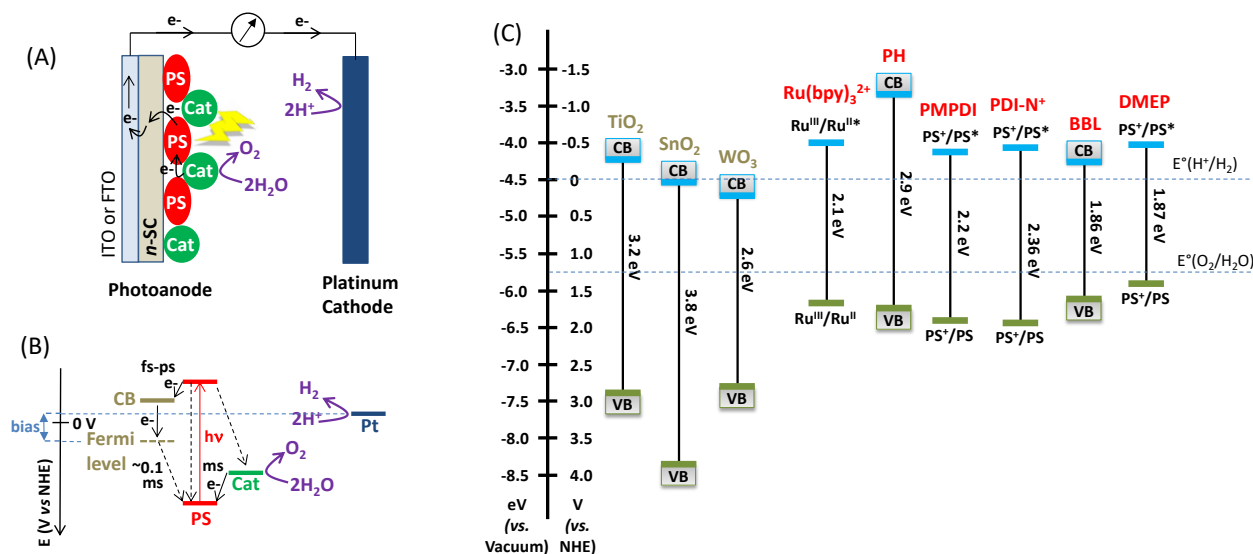 (A)
e-
e-
PS
H₂
2H⁺
Cat
e-
e-
PS
O₂
e-
Cat
2H₂O
PS
Cat
ITO or FTO
n-SC
Photoanode
Platinum
Cathode
(B)
fs-ps
e-
CB
H₂
2H⁺
Pt
bias
0 V
e-
Fermi
level
hν
O₂
~0.1
ms
ms
Cat
e-
2H₂O
PS
E (V vs NHE)
(C)
-3.0
-3.5
-4.0
-4.5
-5.0
-5.5
-6.0
-6.5
-7.0
-7.5
-8.0
-8.5
eV
(vs.
Vacuum)
-1.5
-1.0
-0.5
0
0.5
1.0
1.5
2.0
2.5
3.0
3.5
4.0
V
(vs.
NHE)
TiO₂
CB
3.2 eV
VB
SnO₂
CB
3.8 eV
VB
WO₃
CB
2.6 eV
VB
Ru(bpy)₃²⁺
Ruᴵᴵᴵ/Ruᴵᴵ*
2.1 eV
Ruᴵᴵᴵ/Ruᴵᴵ
PH
CB
2.9 eV
VB
PMPDI
PS⁺/PS*
2.2 eV
PS⁺/PS
PDI-N⁺
PS⁺/PS*
2.36 eV
PS⁺/PS
BBL
CB
1.86 eV
VB
DMEP
PS⁺/PS*
1.87 eV
PS⁺/PS
E°(H⁺/H₂)
E°(O₂/H₂O)